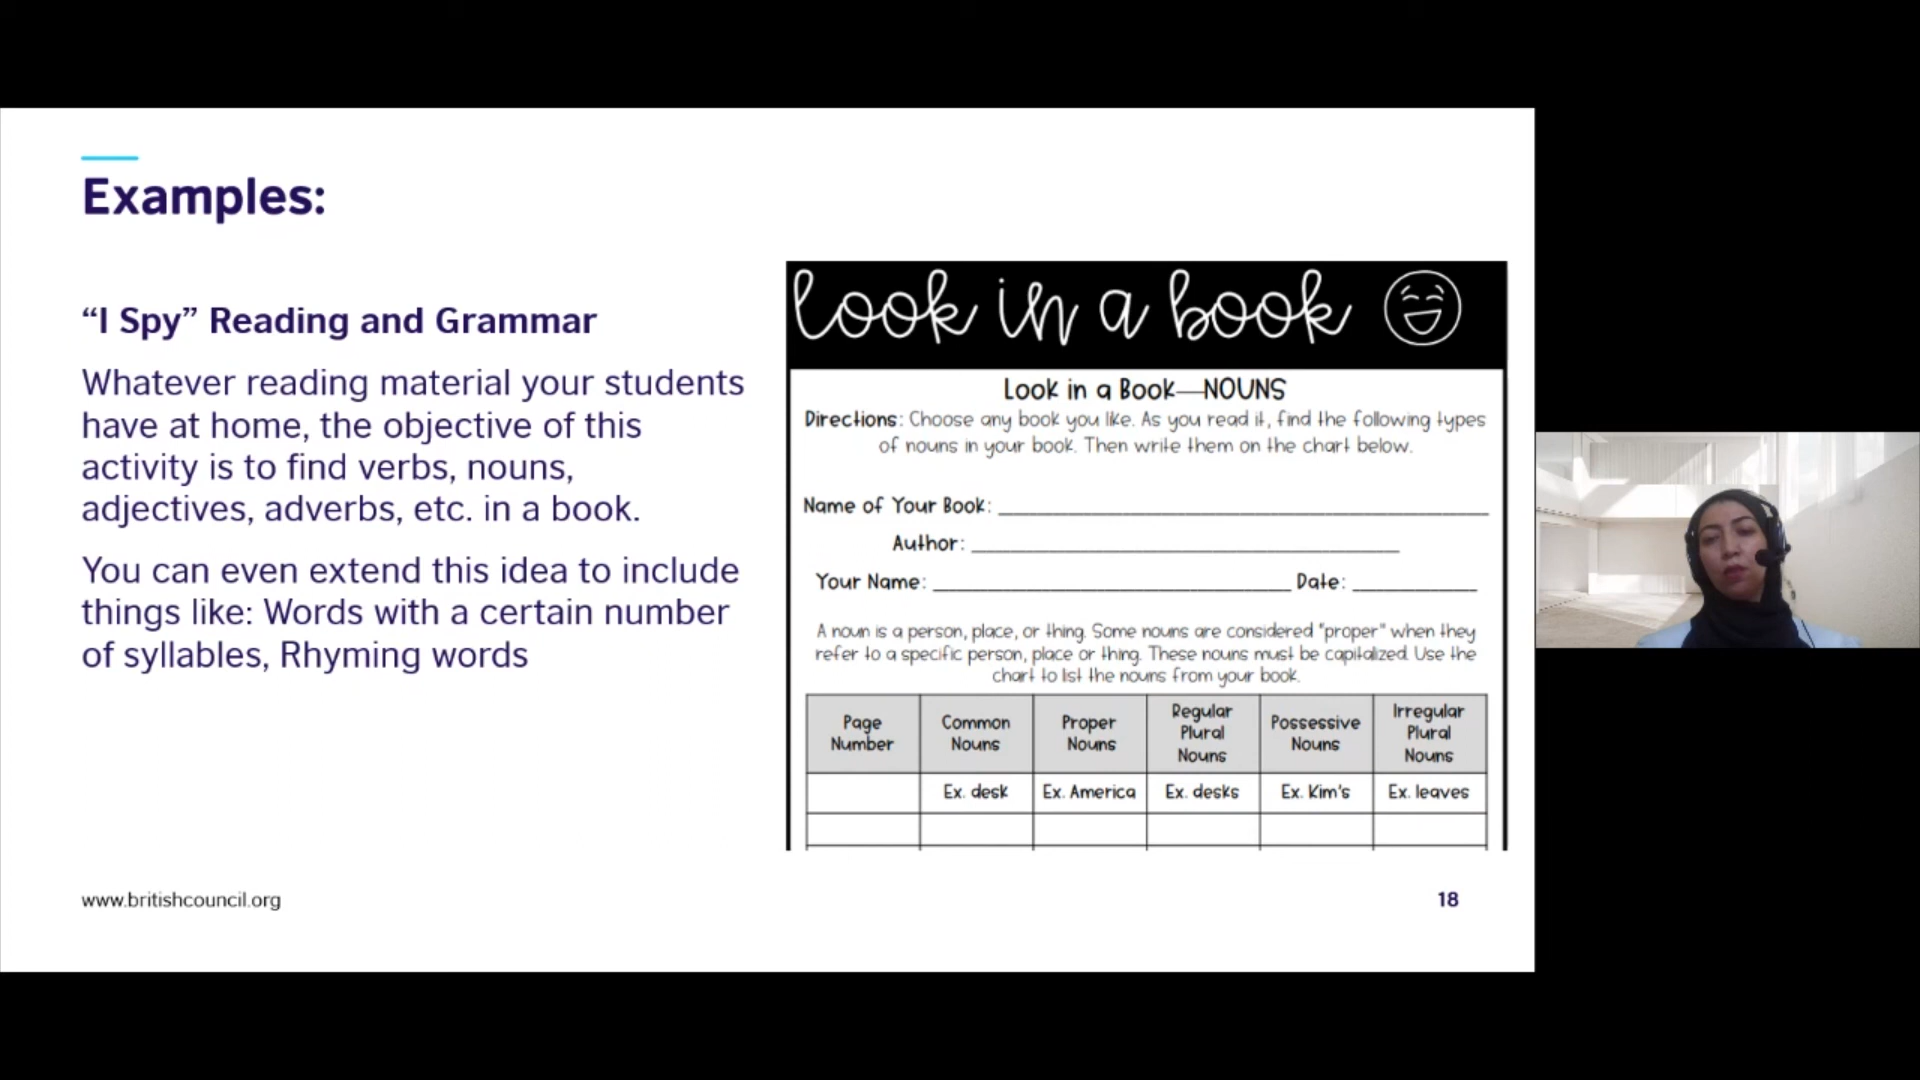 Examples:
“I Spy” Reading and Grammar
Whatever reading material your students
have at home, the objective of this
activity is to find verbs, nouns,
adjectives, adverbs, etc. in a book.
You can even extend this idea to include
things like: Words with a certain number
of syllables, Rhyming words
look in a book
Look in a Book—NOUNS
Directions: Choose any book you like. As you read it, find the following types
of nouns in your book. Then write them on the chart below.
Name of Your Book:
Author:
Your Name: Date:
A noun is a person, place, or thing. Some nouns are considered "proper" when they
refer to a specific person, place or thing. These nouns must be capitalized. Use the
chart to list the nouns from your book.
Page Number Common Nouns Proper Nouns Regular Plural Nouns Possessive Nouns Irregular Plural Nouns
Ex. desk Ex. America Ex. desks Ex. Kim's Ex. leaves
www.britishcouncil.org
18